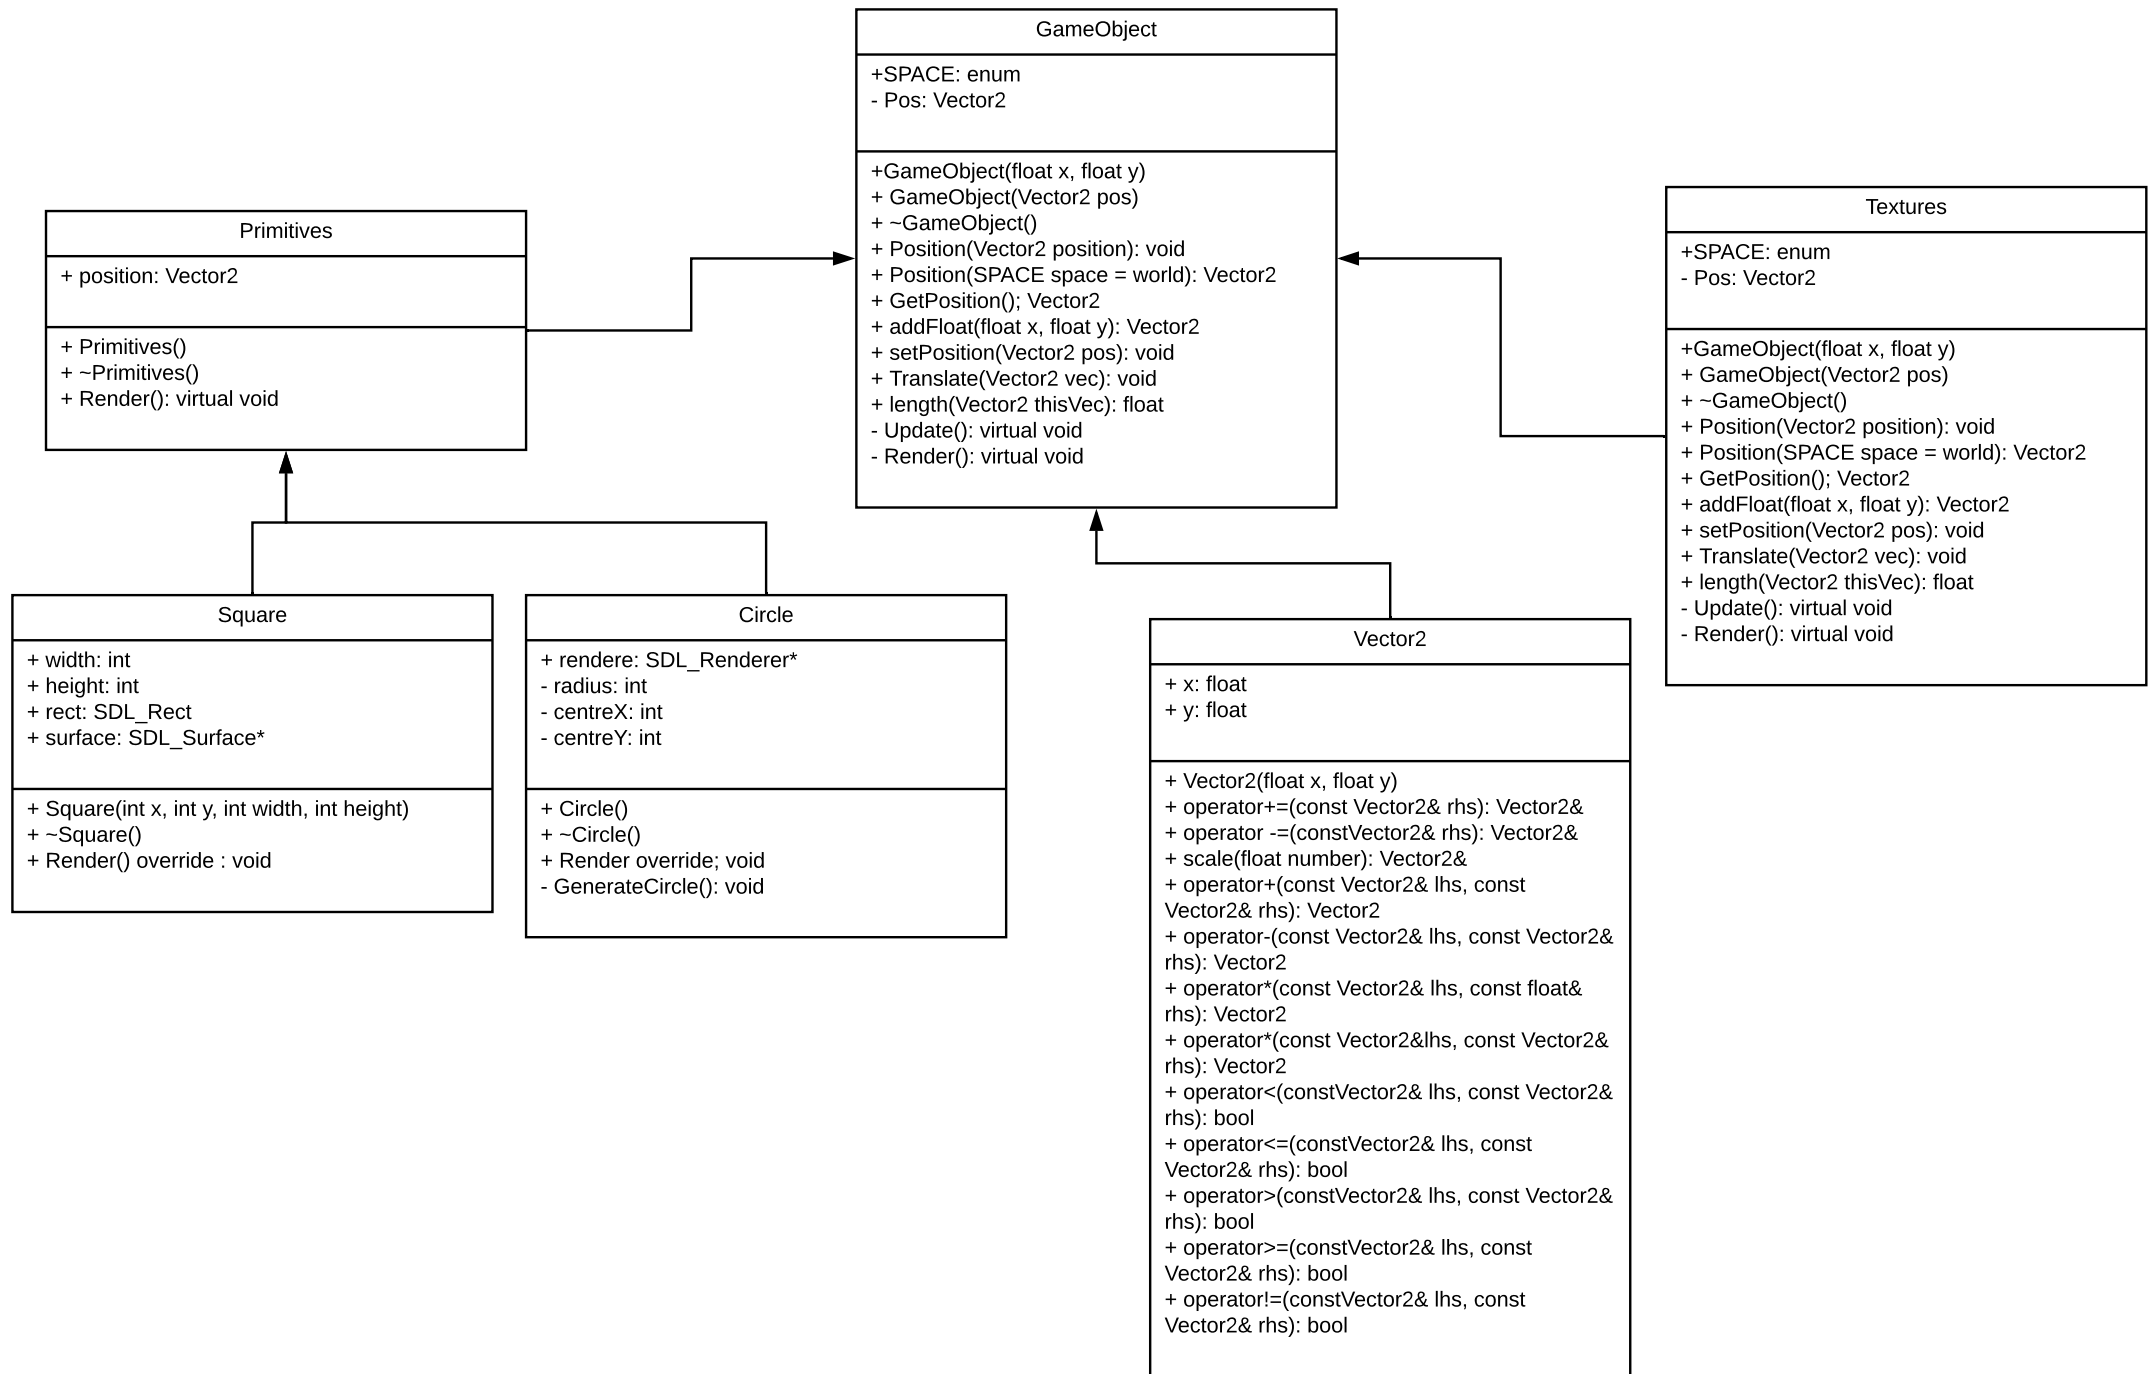 GameObject
+SPACE: enum
- Pos: Vector2
+GameObject(float x, float y)
+ GameObject(Vector2 pos)
+ ~GameObject()
+ Position(Vector2 position): void
+ Position(SPACE space = world): Vector2
+ GetPosition(); Vector2
+ addFloat(float x, float y): Vector2
+ setPosition(Vector2 pos): void
+ Translate(Vector2 vec): void
+ length(Vector2 thisVec): float
- Update(): virtual void
- Render(): virtual void
Primitives
+ position: Vector2
+ Primitives()
+ ~Primitives()
+ Render(): virtual void
Textures
+SPACE: enum
- Pos: Vector2
+GameObject(float x, float y)
+ GameObject(Vector2 pos)
+ ~GameObject()
+ Position(Vector2 position): void
+ Position(SPACE space = world): Vector2
+ GetPosition(); Vector2
+ addFloat(float x, float y): Vector2
+ setPosition(Vector2 pos): void
+ Translate(Vector2 vec): void
+ length(Vector2 thisVec): float
- Update(): virtual void
- Render(): virtual void
Square
+ width: int
+ height: int
+ rect: SDL_Rect
+ surface: SDL_Surface*
+ Square(int x, int y, int width, int height)
+ ~Square()
+ Render() override : void
Circle
+ rendere: SDL_Renderer*
- radius: int
- centreX: int
- centreY: int
+ Circle()
+ ~Circle()
+ Render override; void
- GenerateCircle(): void
Vector2
+ x: float
+ y: float
+ Vector2(float x, float y)
+ operator+=(const Vector2& rhs): Vector2&
+ operator -=(constVector2& rhs): Vector2&
+ scale(float number): Vector2&
+ operator+(const Vector2& lhs, const
Vector2& rhs): Vector2
+ operator-(const Vector2& lhs, const Vector2&
rhs): Vector2
+ operator*(const Vector2& lhs, const float&
rhs): Vector2
+ operator*(const Vector2&lhs, const Vector2&
rhs): Vector2
+ operator<(constVector2& lhs, const Vector2&
rhs): bool
+ operator<=(constVector2& lhs, const
Vector2& rhs): bool
+ operator>(constVector2& lhs, const Vector2&
rhs): bool
+ operator>=(constVector2& lhs, const
Vector2& rhs): bool
+ operator!=(constVector2& lhs, const
Vector2& rhs): bool